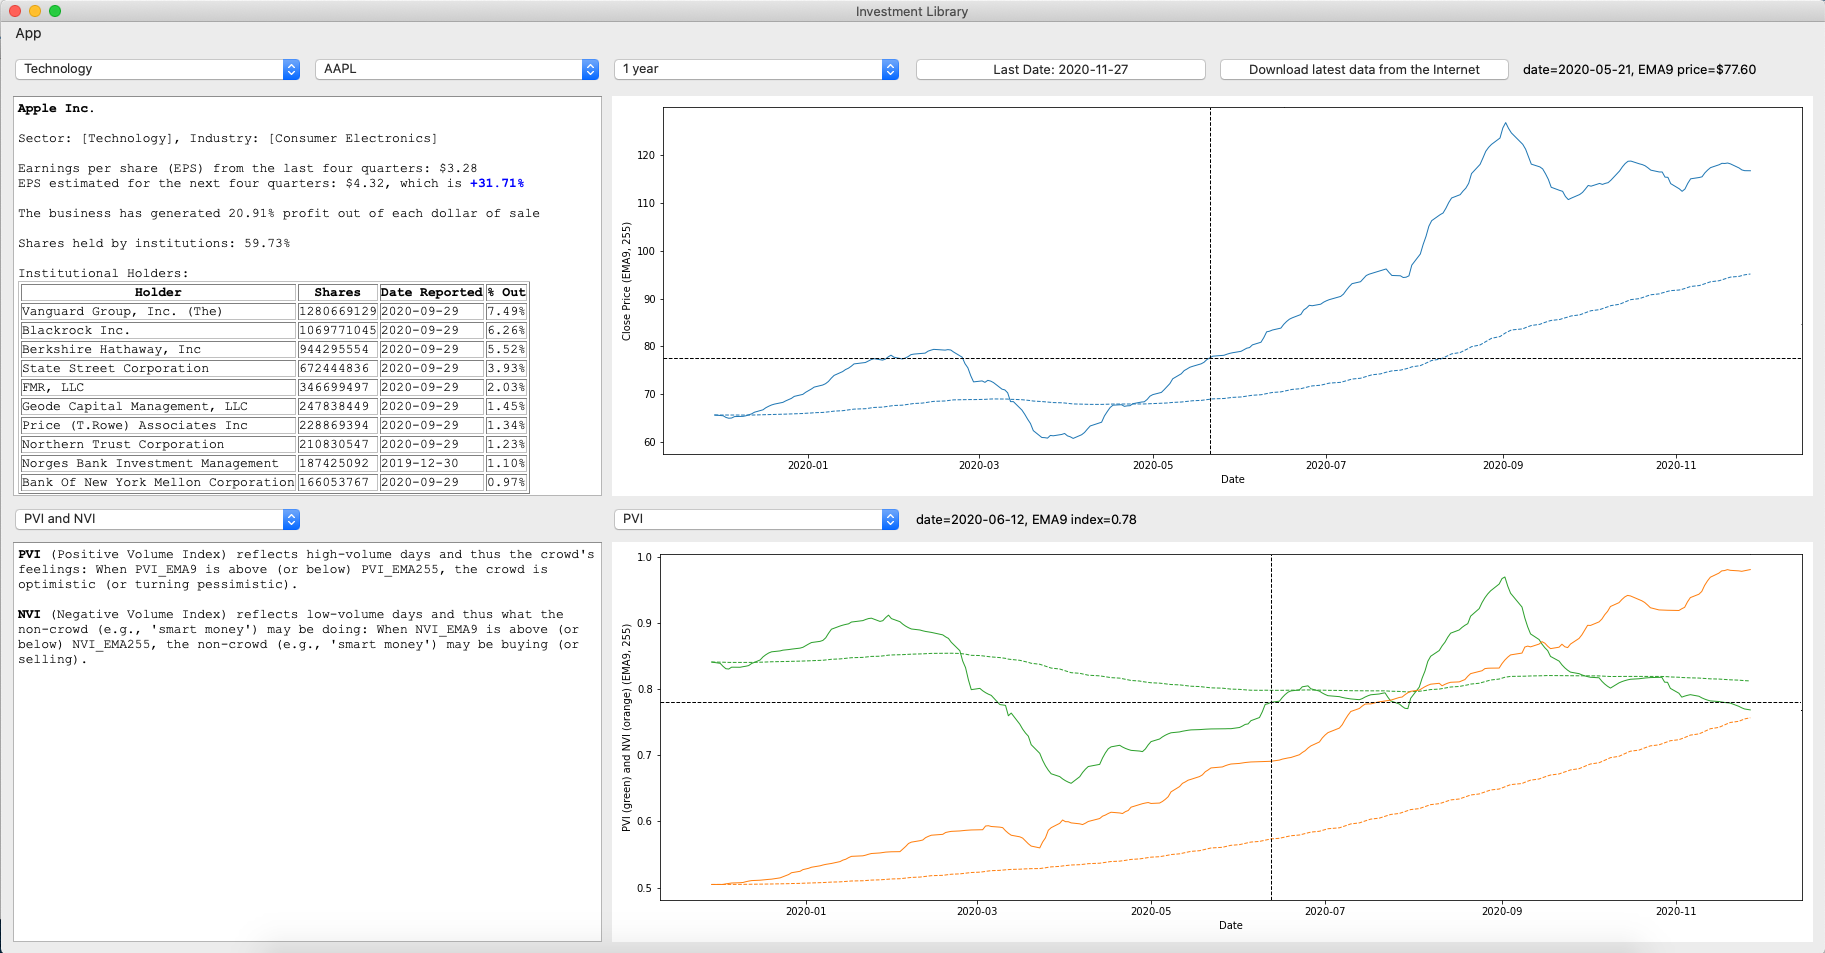 Investment Library
App
Technology
AAPL
1 year
Last Date: 2020-11-27
Download latest data from the Internet
date=2020-05-21, EMA9 price=$77.60
Apple Inc.
Sector: [Technology], Industry: [Consumer Electronics]
Earnings per share (EPS) from the last four quarters: $3.28
EPS estimated for the next four quarters: $4.32, which is +31.71%
The business has generated 20.91% profit out of each dollar of sale
Shares held by institutions: 59.73%
Institutional Holders:
Holder Shares Date Reported % Out
Vanguard Group, Inc. (The) 1280669129 2020-09-29 7.49%
Blackrock Inc. 1069771045 2020-09-29 6.26%
Berkshire Hathaway, Inc 944295554 2020-09-29 5.52%
State Street Corporation 672444836 2020-09-29 3.93%
FMR, LLC 346699497 2020-09-29 2.03%
Geode Capital Management, LLC 247838449 2020-09-29 1.45%
Price (T.Rowe) Associates Inc 228869394 2020-09-29 1.34%
Northern Trust Corporation 210830547 2020-09-29 1.23%
Norges Bank Investment Management 187425092 2019-12-30 1.10%
Bank Of New York Mellon Corporation 166053767 2020-09-29 0.97%
Close Price (EMA9, 255)
120
110
100
90
80
70
60
2020-01 2020-03 2020-05 2020-07 2020-09 2020-11
Date
PVI and NVI
PVI
date=2020-06-12, EMA9 index=0.78
PVI (Positive Volume Index) reflects high-volume days and thus the crowd's
feelings: When PVI_EMA9 is above (or below) PVI_EMA255, the crowd is
optimistic (or turning pessimistic).
NVI (Negative Volume Index) reflects low-volume days and thus what the
non-crowd (e.g., 'smart money') may be doing: When NVI_EMA9 is above (or
below) NVI_EMA255, the non-crowd (e.g., 'smart money') may be buying (or
selling).
PVI (green) and NVI (orange) (EMA9, 255)
1.0
0.9
0.8
0.7
0.6
0.5
2020-01 2020-03 2020-05 2020-07 2020-09 2020-11
Date